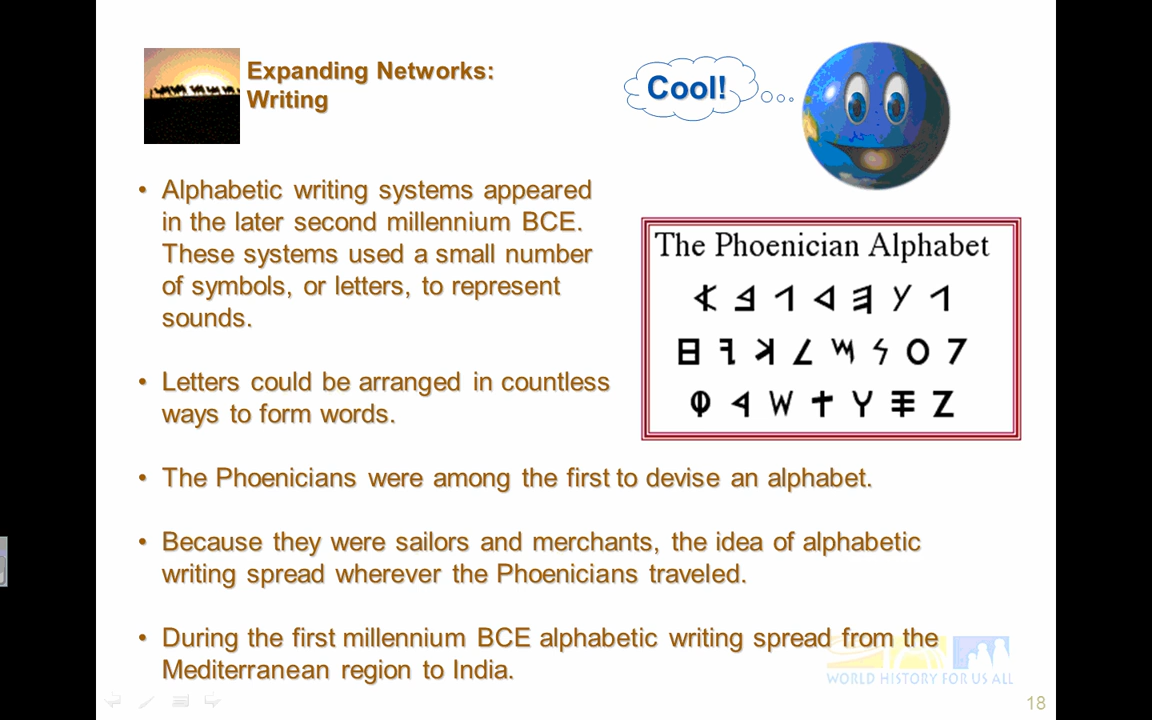 Expanding Networks:
Writing
Cool!
• Alphabetic writing systems appeared
in the later second millennium BCE.
These systems used a small number
of symbols, or letters, to represent
sounds.
• Letters could be arranged in countless
ways to form words.
The Phoenician Alphabet
• The Phoenicians were among the first to devise an alphabet.
• Because they were sailors and merchants, the idea of alphabetic
writing spread wherever the Phoenicians traveled.
• During the first millennium BCE alphabetic writing spread from the
Mediterranean region to India.
WORLD HISTORY FOR US ALL
18